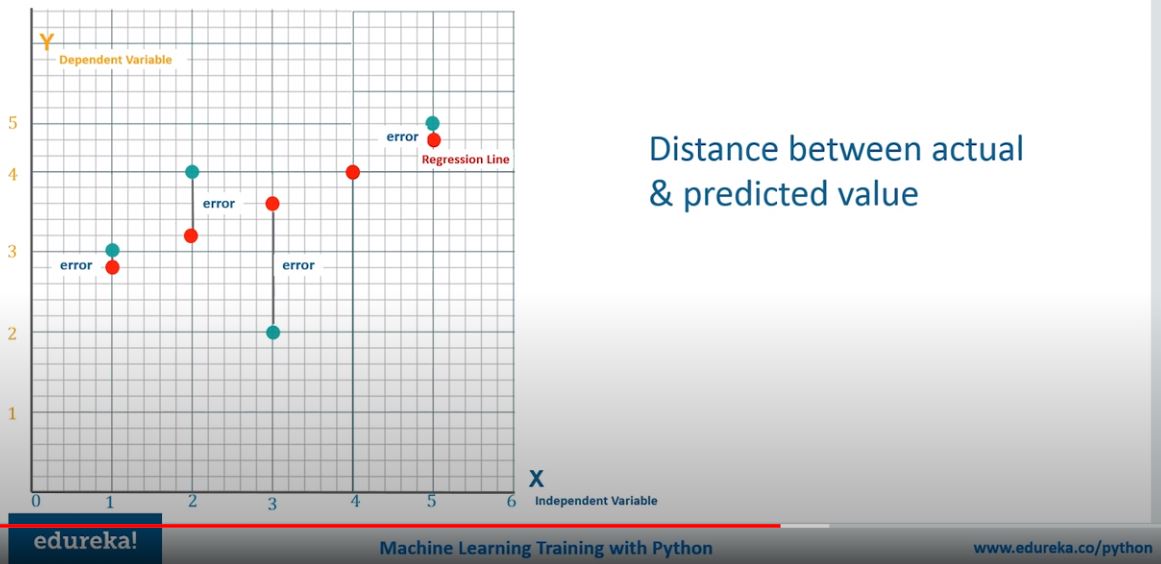 Y
Dependent Variable
5
error
Regression Line
4
error
3
error
error
2
1
0 1 2 3 4 5 6
X
Independent Variable
Distance between actual
& predicted value
edureka!
Machine Learning Training with Python
www.edureka.co/python